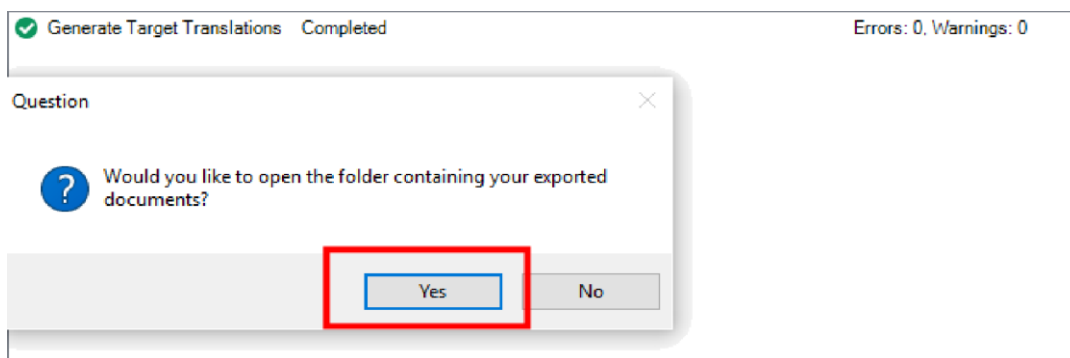 Generate Target Translations Completed Errors: 0, Warnings: 0
Question
Would you like to open the folder containing your exported
documents?
Yes No